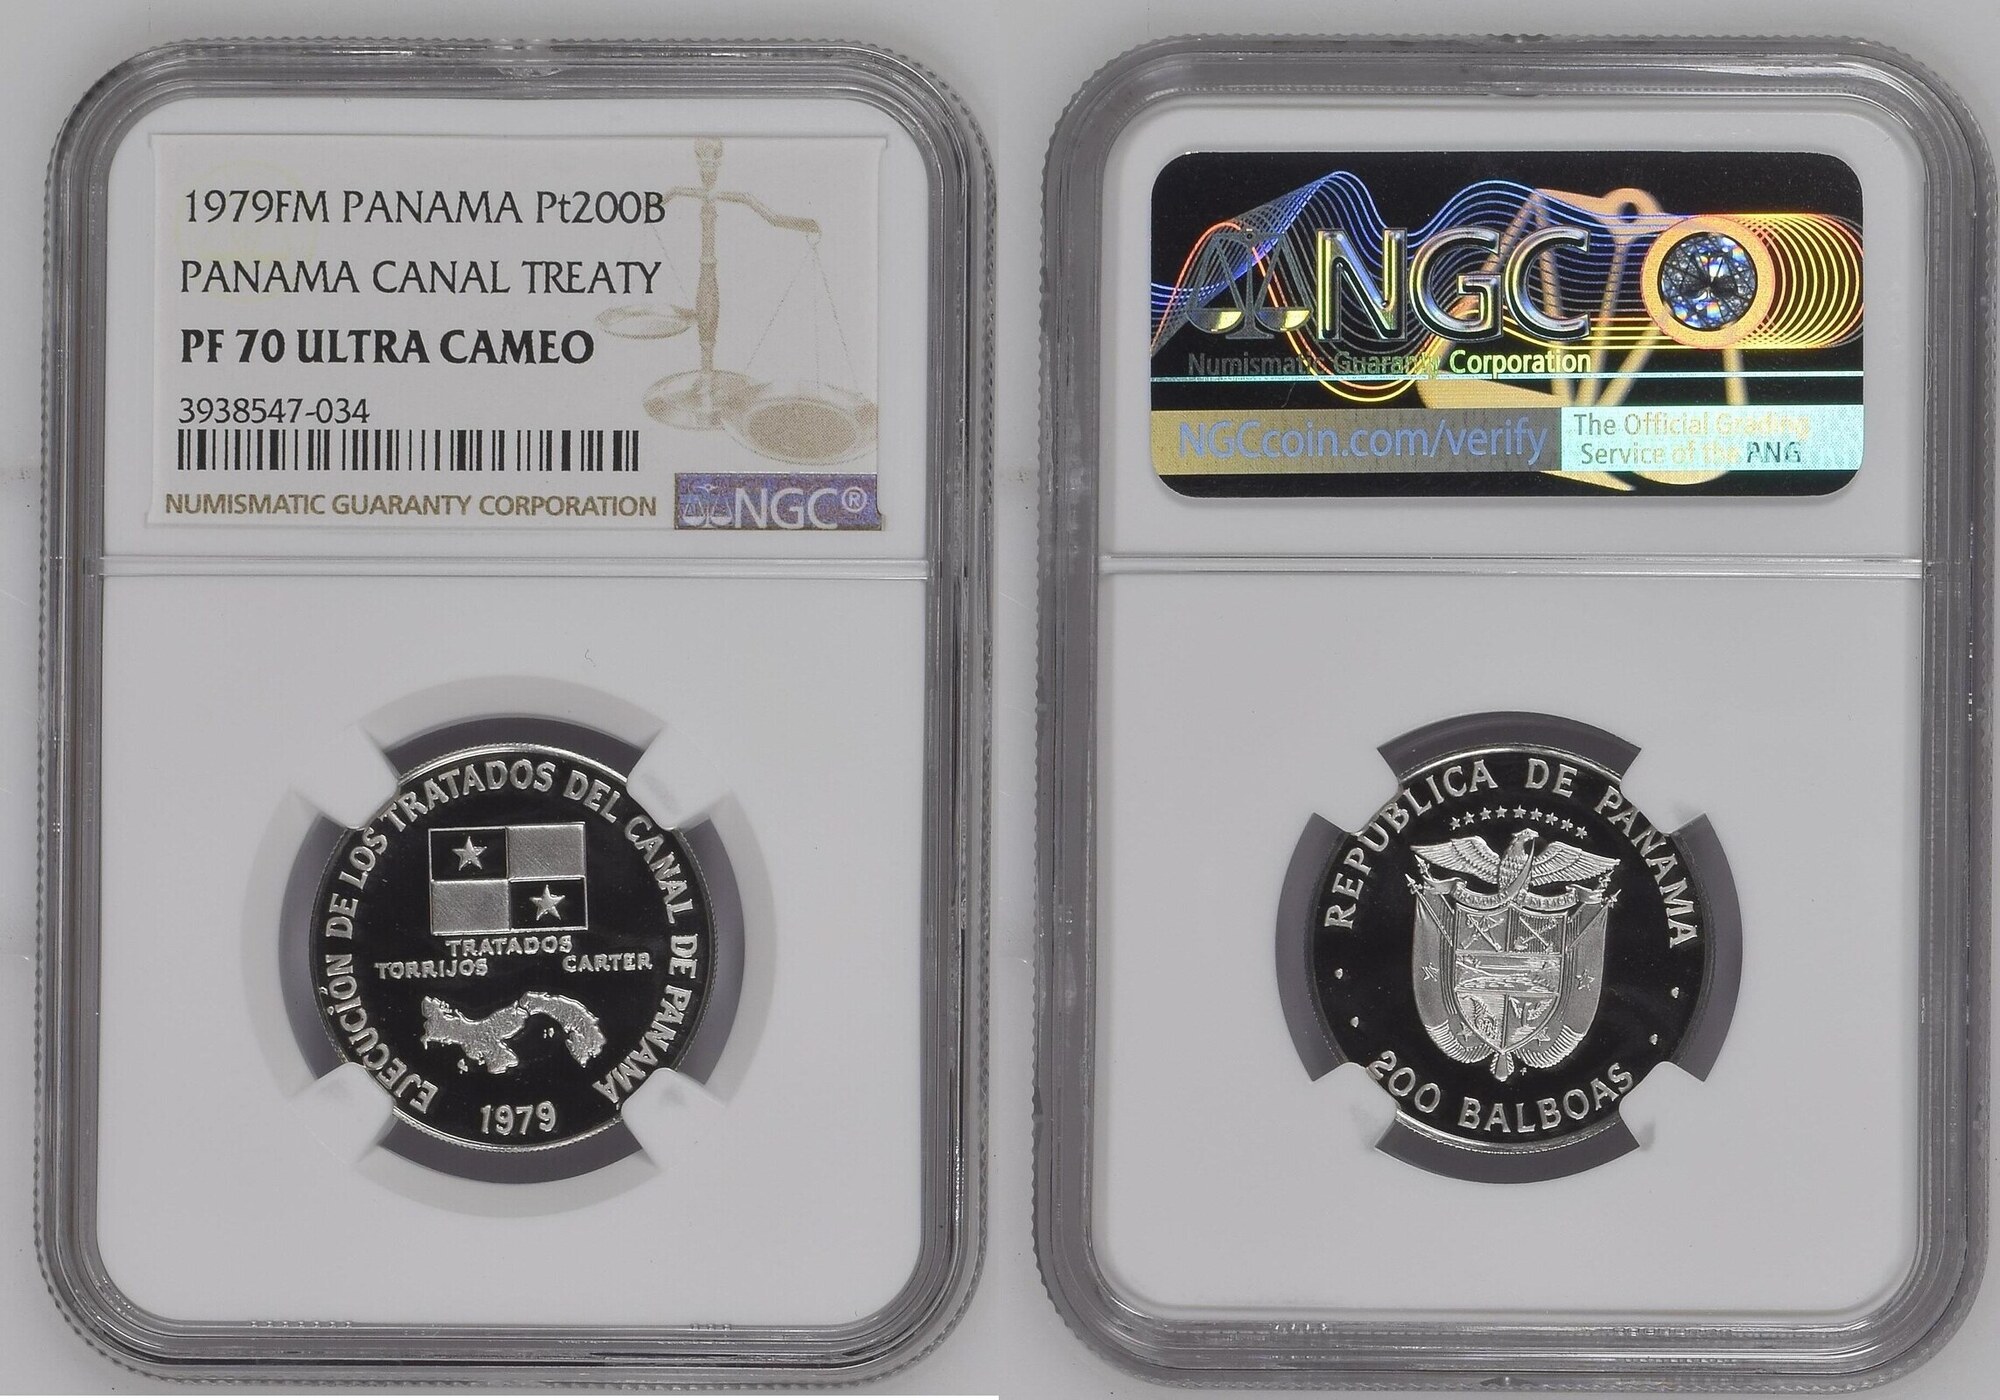 1979FM PANAMA Pt200B
PANAMA CANAL TREATY
PF 70 ULTRA CAMEO
3938547-034
NUMISMATIC GUARANTY CORPORATION
NGC®
EJECUCIÓN DE LOS TRATADOS DEL CANAL DE PANAMÁ
TRATADOS
TORRIJOS CARTER
1979
NGC
Numismatic Guaranty Corporation
NGCcoin.com/verify
The Official Grading
Service of the PNG
REPUBLICA DE PANAMA
200 BALBOAS